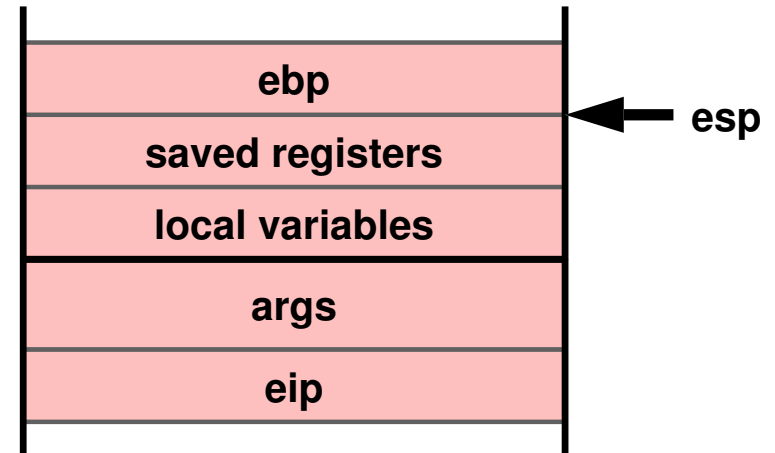 ebp
esp
saved registers
local variables
args
eip